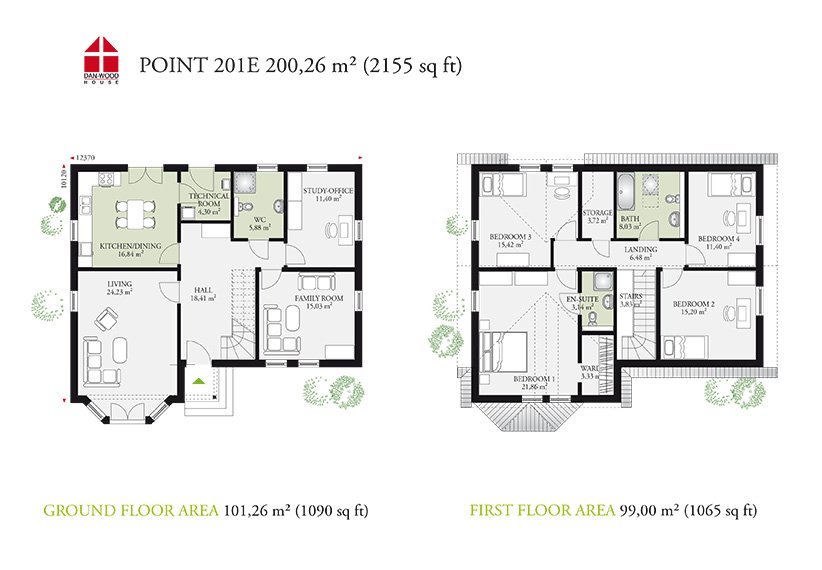 DAN-WOOD
HOUSE
POINT 201E 200,26 m² (2155 sq ft)
12370
10120
TECHNICAL
ROOM
4,30 m²
WC
5,88 m²
STUDY-OFFICE
11,40 m²
KITCHEN/DINING
16,84 m²
LIVING
24,23 m²
HALL
18,41 m²
FAMILY ROOM
15,03 m²
BEDROOM 3
15,42 m²
STORAGE
3,72 m²
BATH
8,03 m²
BEDROOM 4
11,40 m²
LANDING
6,48 m²
EN-SUITE
3,14 m²
STAIRS
3,83 m²
BEDROOM 2
15,20 m²
BEDROOM 1
21,86 m²
WARD
3.33 m²
GROUND FLOOR AREA 101,26 m² (1090 sq ft)
FIRST FLOOR AREA 99,00 m² (1065 sq ft)